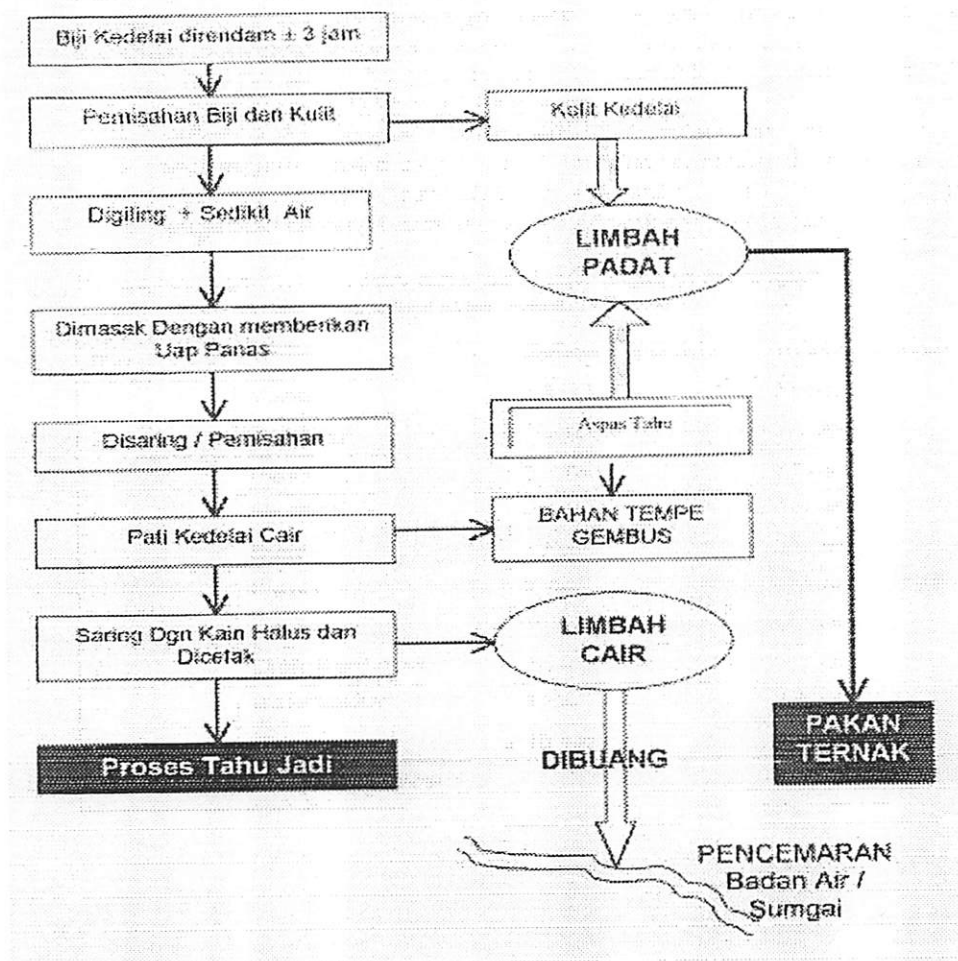 Biji Kedelai direndam ± 3 jam
Pemisahan Biji dan Kulit
Kulit Kedelai
Digiling + Sedikit Air
LIMBAH
PADAT
Dimasak Dengan memberikan
Uap Panas
Disaring / Pemisahan
Aspas Tahu
Pati Kedelai Cair
BAHAN TEMPE
GEMBUS
Saring Dgn Kain Halus dan
Dicetak
LIMBAH
CAIR
Proses Tahu Jadi
DIBUANG
PAKAN
TERNAK
PENCEMARAN
Badan Air /
Sumgai